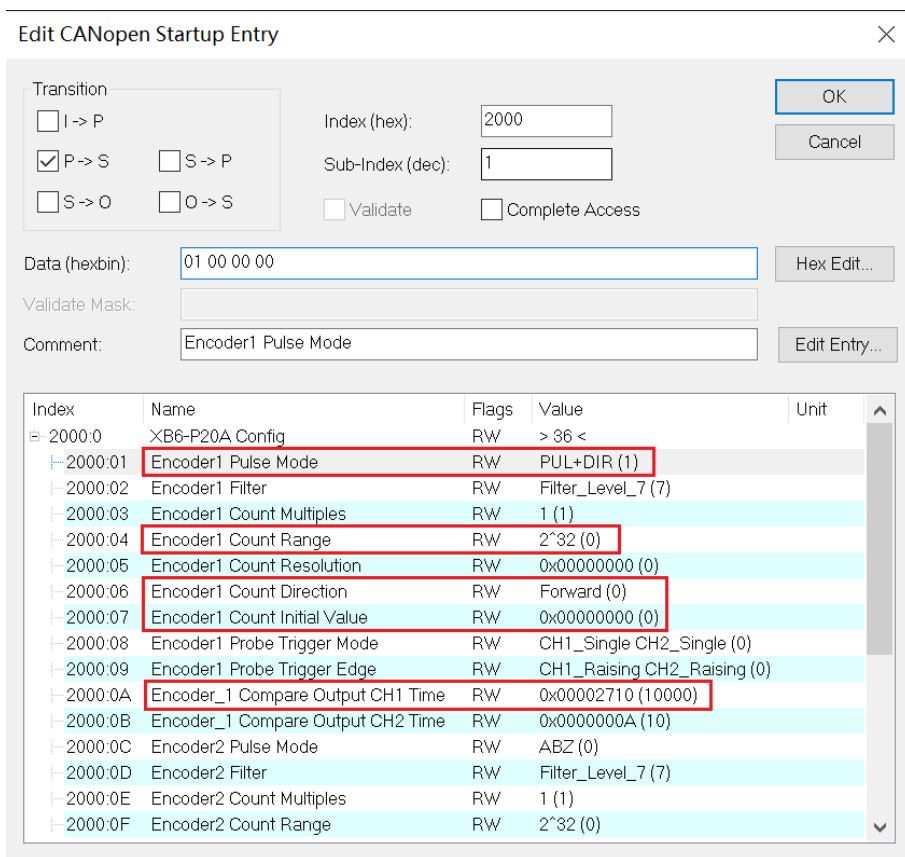 Edit CANopen Startup Entry
Transition
I -> P
P -> S
S -> P
S -> O
O -> S
Index (hex): 2000
Sub-Index (dec): 1
Validate
Complete Access
OK
Cancel
Data (hexbin): 01 00 00 00 Hex Edit...
Validate Mask:
Comment: Encoder1 Pulse Mode Edit Entry...
Index Name Flags Value Unit
2000:0 XB6-P20A Config RW > 36 <
2000:01 Encoder1 Pulse Mode RW PUL+DIR (1)
2000:02 Encoder1 Filter RW Filter_Level_7 (7)
2000:03 Encoder1 Count Multiples RW 1 (1)
2000:04 Encoder1 Count Range RW 2^32 (0)
2000:05 Encoder1 Count Resolution RW 0x00000000 (0)
2000:06 Encoder1 Count Direction RW Forward (0)
2000:07 Encoder1 Count Initial Value RW 0x00000000 (0)
2000:08 Encoder1 Probe Trigger Mode RW CH1_Single CH2_Single (0)
2000:09 Encoder1 Probe Trigger Edge RW CH1_Raising CH2_Raising (0)
2000:0A Encoder_1 Compare Output CH1 Time RW 0x00002710 (10000)
2000:0B Encoder_1 Compare Output CH2 Time RW 0x0000000A (10)
2000:0C Encoder2 Pulse Mode RW ABZ (0)
2000:0D Encoder2 Filter RW Filter_Level_7 (7)
2000:0E Encoder2 Count Multiples RW 1 (1)
2000:0F Encoder2 Count Range RW 2^32 (0)